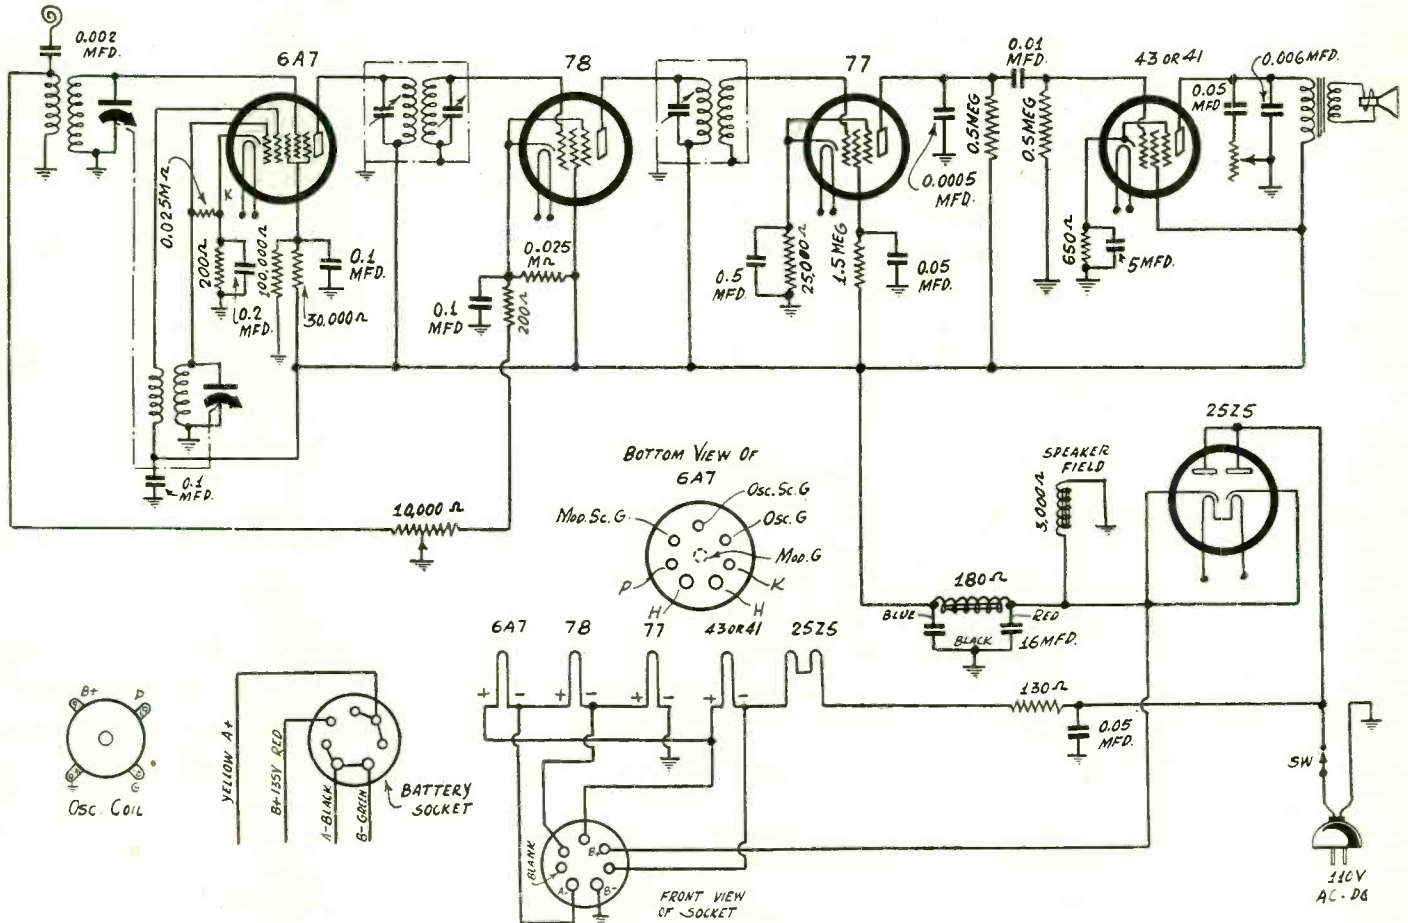 0.002
MFD.
6A7
78
77
0.01
MFD.
43 OR 41
0.006 MFD.
0.05
MFD
0.5 MEG
0.5 MEG
0.0005
MFD.
0.025 MΩ
K
200Ω
0.2
MFD.
100,000Ω
30,000Ω
0.1
MFD.
0.1
MFD
0.025
MΩ
200Ω
0.5
MFD.
25,000Ω
1.5 MEG
0.05
MFD.
650Ω
5 MFD.
0.1
MFD.
10,000 Ω
BOTTOM VIEW OF
6A7
Osc. Sc. G
Osc. G
Mod. Sc. G.
Mod. G
P
K
H
H
SPEAKER
FIELD
3,000Ω
25Z5
180Ω
BLUE
RED
BLACK
16 MFD.
6A7
78
77
43 OR 41
25Z5
+ -
+ -
+ -
+ -
130Ω
0.05
MFD.
SW
110V
AC-DC
B+
P
G
OSC. COIL
YELLOW A+
B+ 135V RED
A-BLACK
B-GREEN
BATTERY
SOCKET
BLANK
B+
A-
B-
FRONT VIEW
OF SOCKET